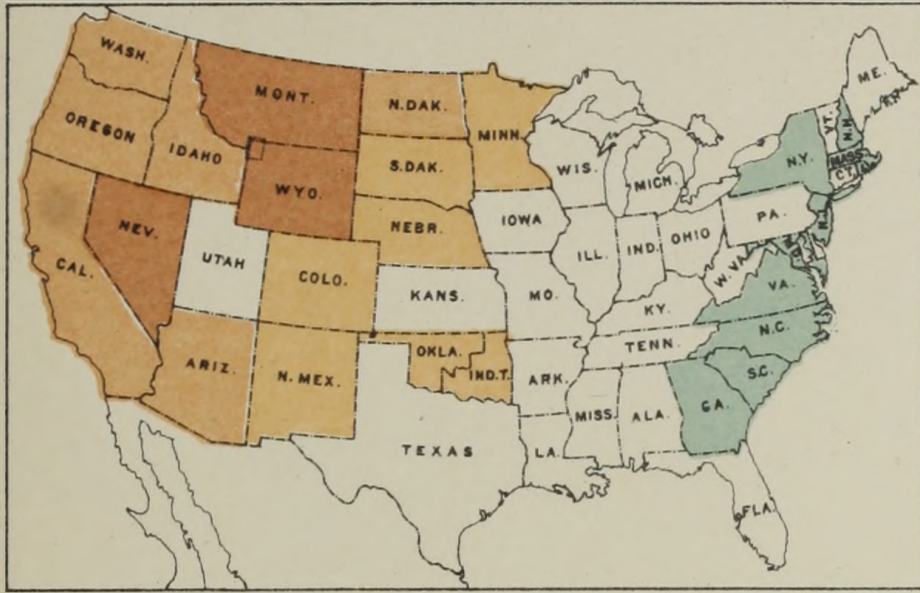 WASH.
OREGON
IDAHO
MONT.
WYO.
N.DAK.
S.DAK.
NEBR.
MINN.
CAL.
NEV.
UTAH
COLO.
ARIZ.
N.MEX.
KANS.
OKLA.
IND.T.
TEXAS
IOWA
MO.
ARK.
LA.
WIS.
MICH.
ILL.
IND.
OHIO
KY.
TENN.
MISS.
ALA.
GA.
FLA.
S.C.
N.C.
VA.
W.VA.
PA.
N.Y.
N.J.
VT.
N.H.
ME.
MASS.
CT.